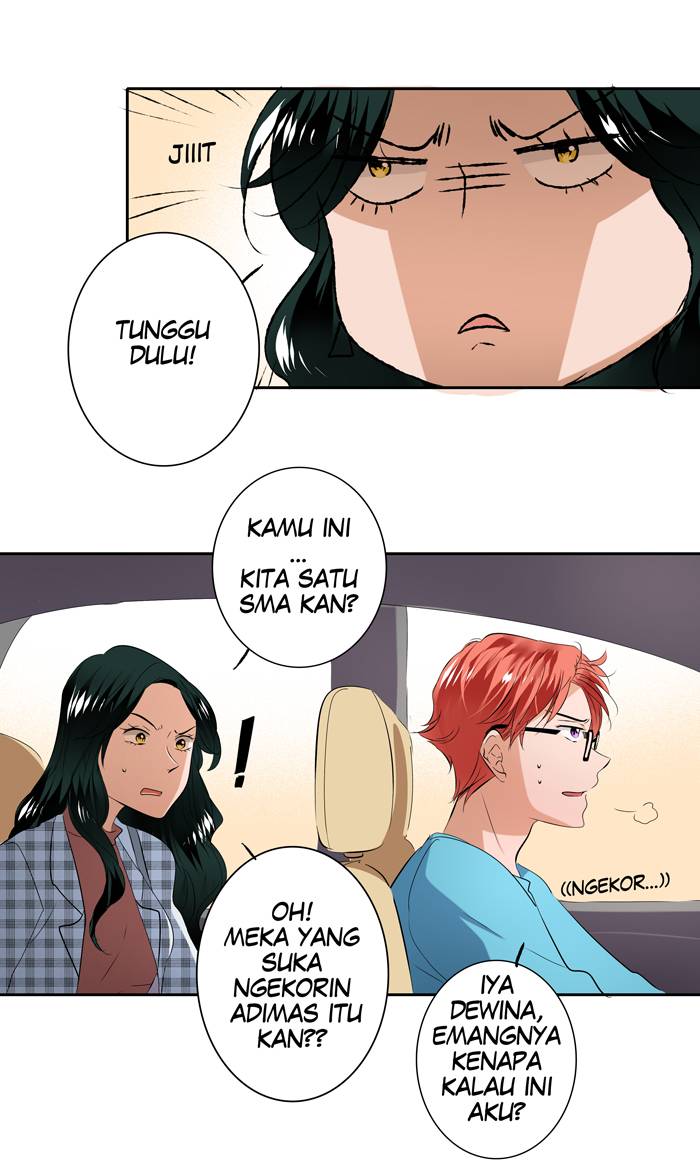 JIIIT
TUNGGU
DULU!
KAMU INI
...
KITA SATU
SMA KAN?
!
OH!
MEKA YANG
SUKA
NGEKORIN
ADIMAS ITU
KAN??
((NGEKOR...))
IYA
DEWINA,
EMANGNYA
KENAPA
KALAU INI
AKU?